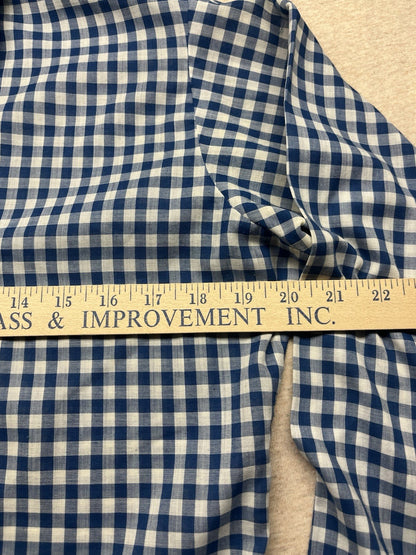 14 15 16 17 18 19 20 21 22
ASS & IMPROVEMENT INC.